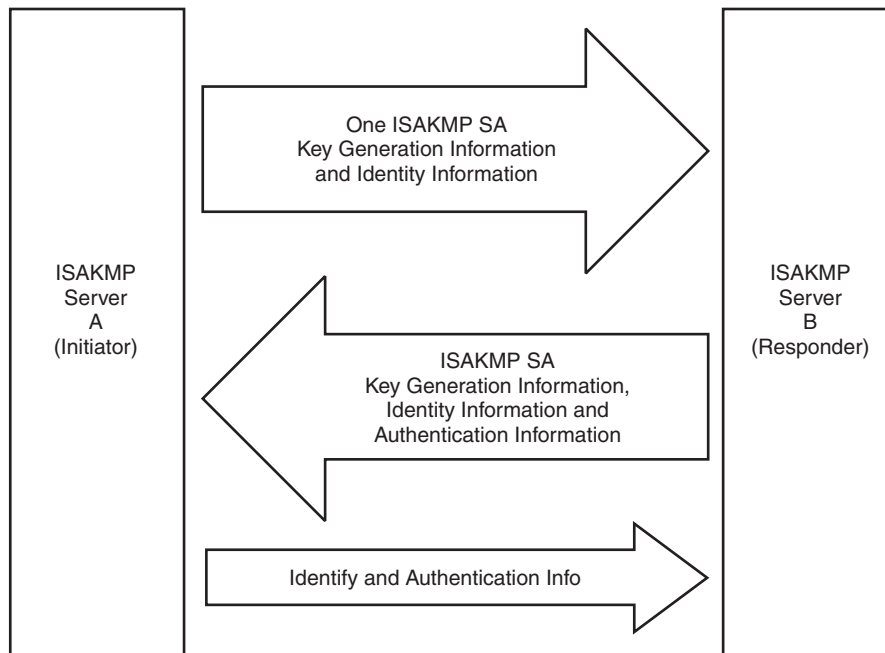 One ISAKMP SA
Key Generation Information
and Identity Information
ISAKMP
Server
A
(Initiator)
ISAKMP
Server
B
(Responder)
ISAKMP SA
Key Generation Information,
Identity Information and
Authentication Information
Identify and Authentication Info